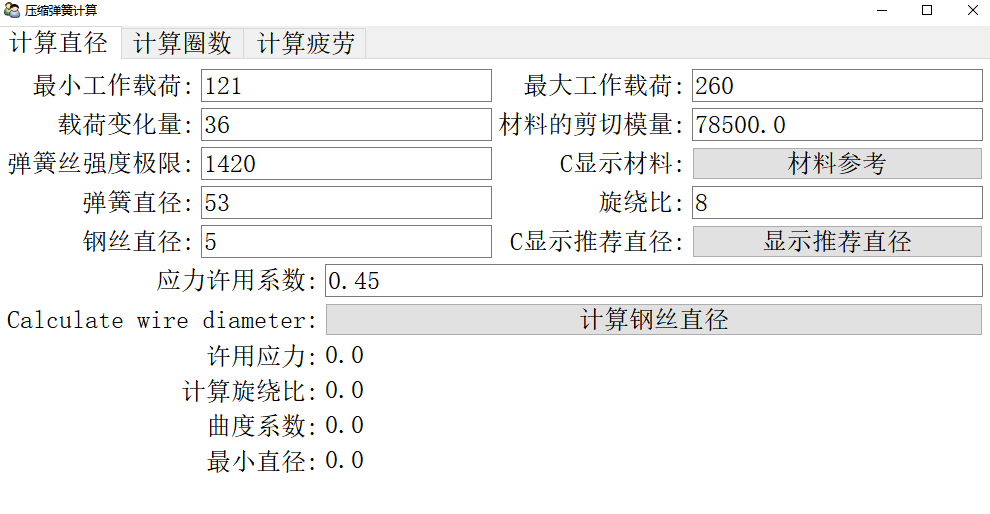 压缩弹簧计算
计算直径 计算圈数 计算疲劳
最小工作载荷: 121 最大工作载荷: 260
载荷变化量: 36 材料的剪切模量: 78500.0
弹簧丝强度极限: 1420 C显示材料: 材料参考
弹簧直径: 53 旋绕比: 8
钢丝直径: 5 C显示推荐直径: 显示推荐直径
应力许用系数: 0.45
Calculate wire diameter: 计算钢丝直径
许用应力: 0.0
计算旋绕比: 0.0
曲度系数: 0.0
最小直径: 0.0